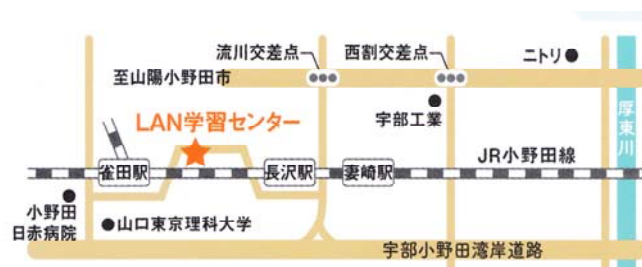 流川交差点
西割交差点
ニトリ
至山陽小野田市
LAN学習センター
宇部工業
厚東川
JR小野田線
雀田駅
長沢駅
妻崎駅
小野田
日赤病院
山口東京理科大学
宇部小野田湾岸道路